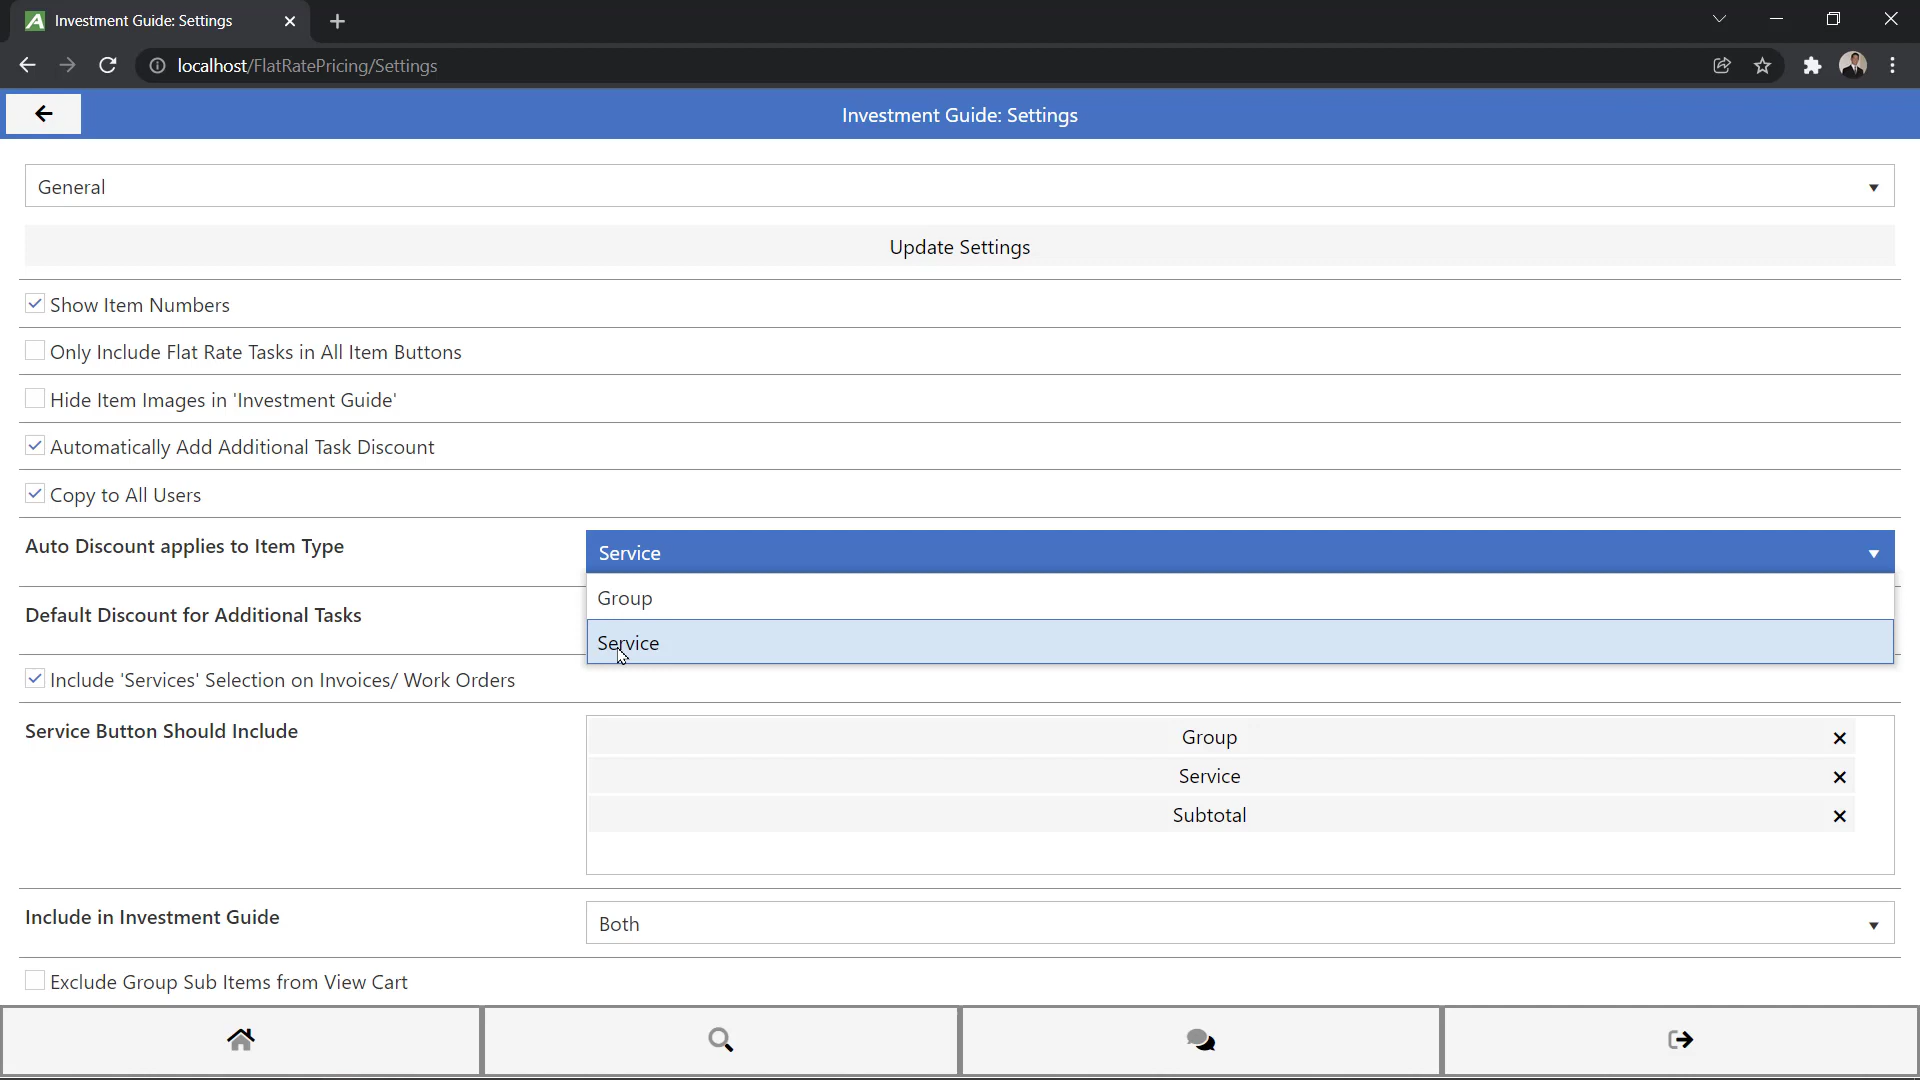 Investment Guide: Settings
localhost/FlatRatePricing/Settings
Investment Guide: Settings
General
Update Settings
Show Item Numbers
Only Include Flat Rate Tasks in All Item Buttons
Hide Item Images in 'Investment Guide'
Automatically Add Additional Task Discount
Copy to All Users
Auto Discount applies to Item Type
Service
Group
Default Discount for Additional Tasks
Service
Include 'Services' Selection on Invoices/ Work Orders
Service Button Should Include
Group
Service
Subtotal
Include in Investment Guide
Both
Exclude Group Sub Items from View Cart